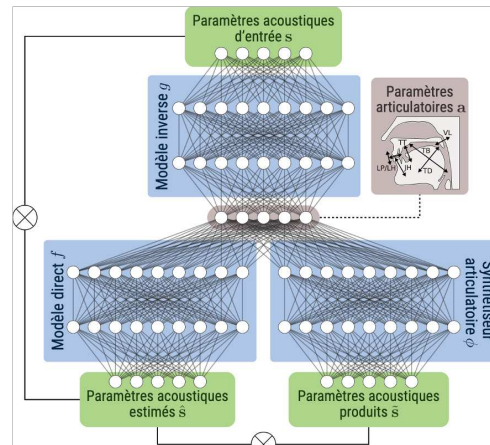 Paramètres acoustiques
d'entrée s
Modèle inverse g
Paramètres
articulatoires a
VL
TT
TB
LP/LH
JH
TD
Modèle direct f
Synthétiseur
articulatoire ϕ
Paramètres acoustiques
estimés ŝ
Paramètres acoustiques
produits s̃